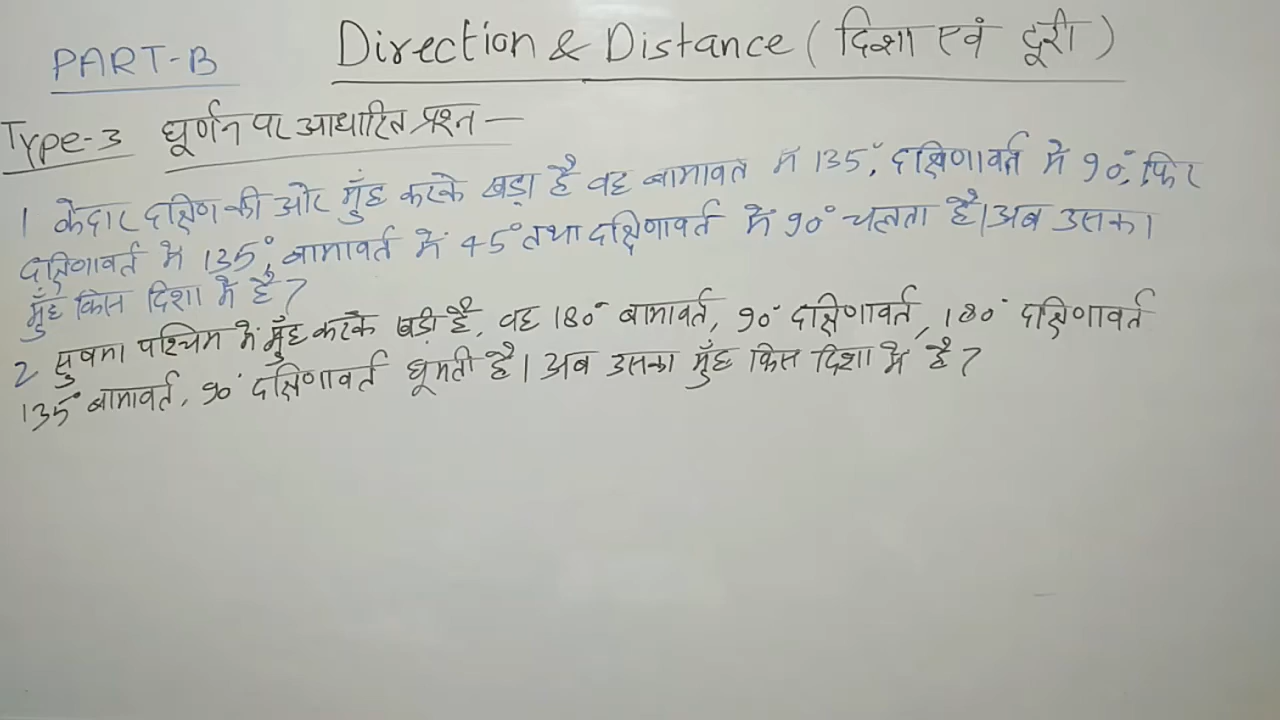 PART-B
Direction & Distance (दिशा एवं दूरी)
Type-3 घूर्णन पर आधारित प्रश्न —
1 केदार दक्षिण की ओर मुँह करके खड़ा है वह वामावर्त में 135°, दक्षिणावर्त में 90°, फिर
दक्षिणावर्त में 135°, वामावर्त में 45° तथा दक्षिणावर्त में 90° चलता है। अब उसका
मुँह किस दिशा में है?
2 सुषमा पश्चिम में मुँह करके खड़ी है, वह 180° वामावर्त, 90° दक्षिणावर्त, 180° दक्षिणावर्त
135° वामावर्त, 90° दक्षिणावर्त घूमती है। अब उसका मुँह किस दिशा में है?